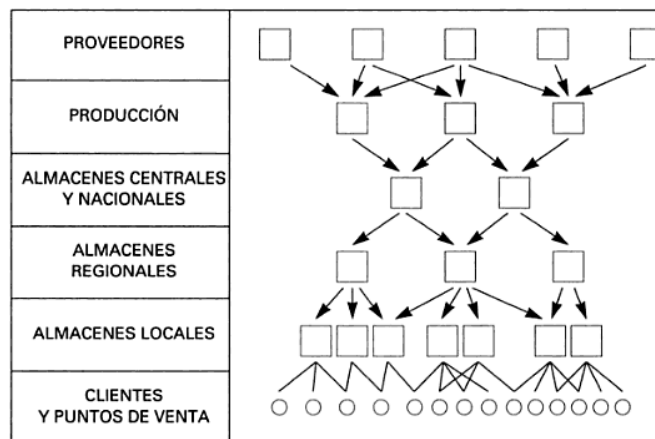 PROVEEDORES
PRODUCCIÓN
ALMACENES CENTRALES
Y NACIONALES
ALMACENES
REGIONALES
ALMACENES LOCALES
CLIENTES
Y PUNTOS DE VENTA